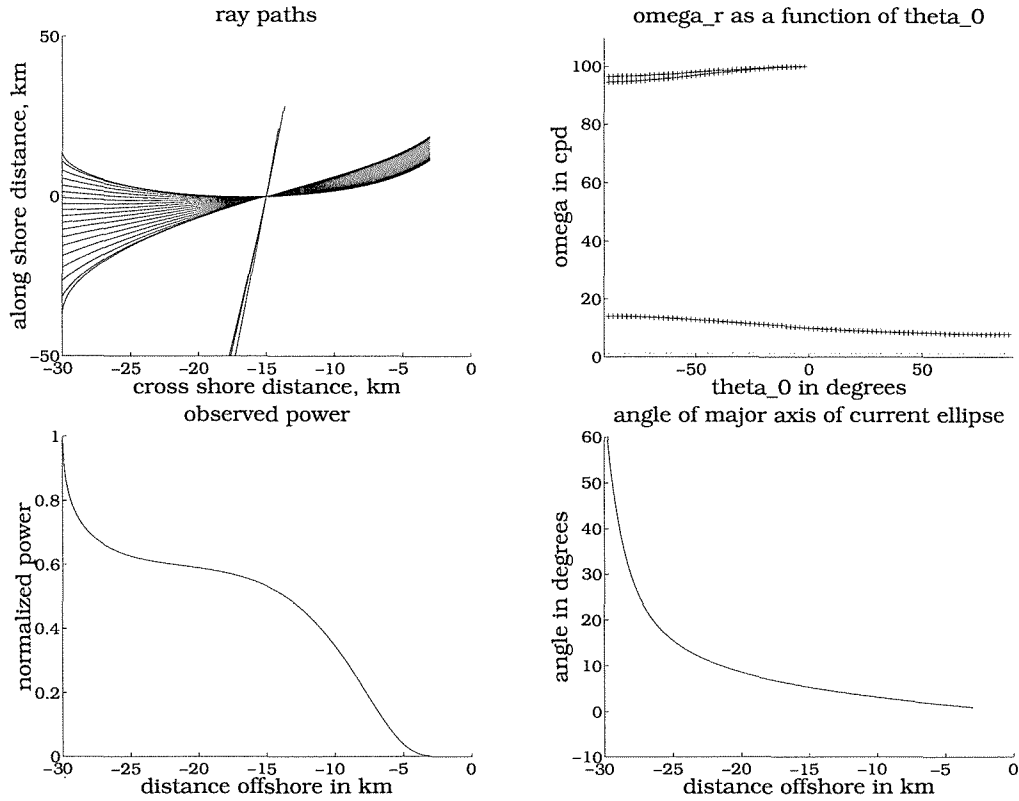 ray paths
50
0
−50
−30 −25 −20 −15 −10 −5 0
along shore distance, km
cross shore distance, km
omega_r as a function of theta_0
100
80
60
40
20
0
−50 0 50
omega in cpd
theta_0 in degrees
observed power
1
0.8
0.6
0.4
0.2
0
−30 −25 −20 −15 −10 −5 0
normalized power
distance offshore in km
angle of major axis of current ellipse
60
50
40
30
20
10
0
−10
−30 −25 −20 −15 −10 −5 0
angle in degrees
distance offshore in km